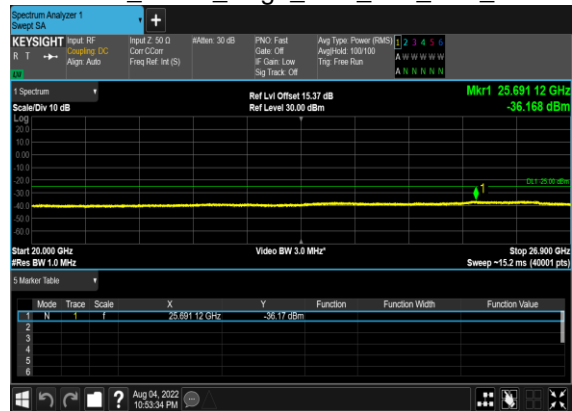 Spectrum Analyzer 1
Swept SA
+
KEYSIGHT Input: RF Input Z: 50 Ω #Atten: 30 dB PNO: Fast Avg Type: Power (RMS) 1 2 3 4 5 6
R T Coupling: DC Corr CCorr Gate: Off Avg|Hold: 100/100 A W W W W W
Align: Auto Freq Ref: Int (S) IF Gain: Low Trig: Free Run A N N N N N
Sig Track: Off
1 Spectrum Ref Lvl Offset 15.37 dB Mkr1 25.691 12 GHz
Scale/Div 10 dB Ref Level 30.00 dBm -36.168 dBm
Log
20.0
10.0
0.00
-10.0
-20.0
DL1 -25.00 dBm
-30.0
1
-40.0
-50.0
-60.0
Start 20.000 GHz Video BW 3.0 MHz* Stop 26.900 GHz
#Res BW 1.0 MHz Sweep ~15.2 ms (40001 pts)
5 Marker Table
Mode Trace Scale X Y Function Function Width Function Value
1 N 1 f 25.691 12 GHz -36.17 dBm
2
3
4
5
6
? Aug 04, 2022
10:53:34 PM